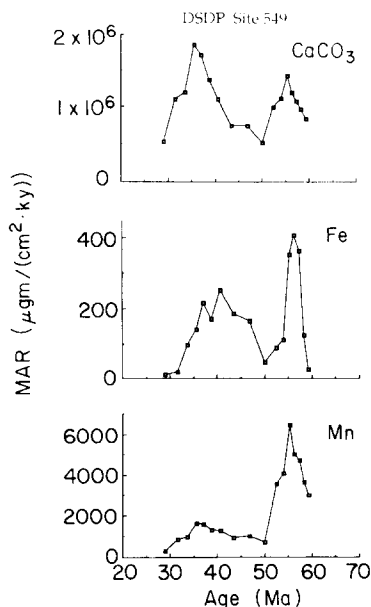 DSDP Site 549
CaCO3
2 x 10^6
1 x 10^6
0
Fe
400
200
0
MAR (μgm/(cm²·ky))
Mn
6000
4000
2000
0
20 30 40 50 60 70
Age (Ma)